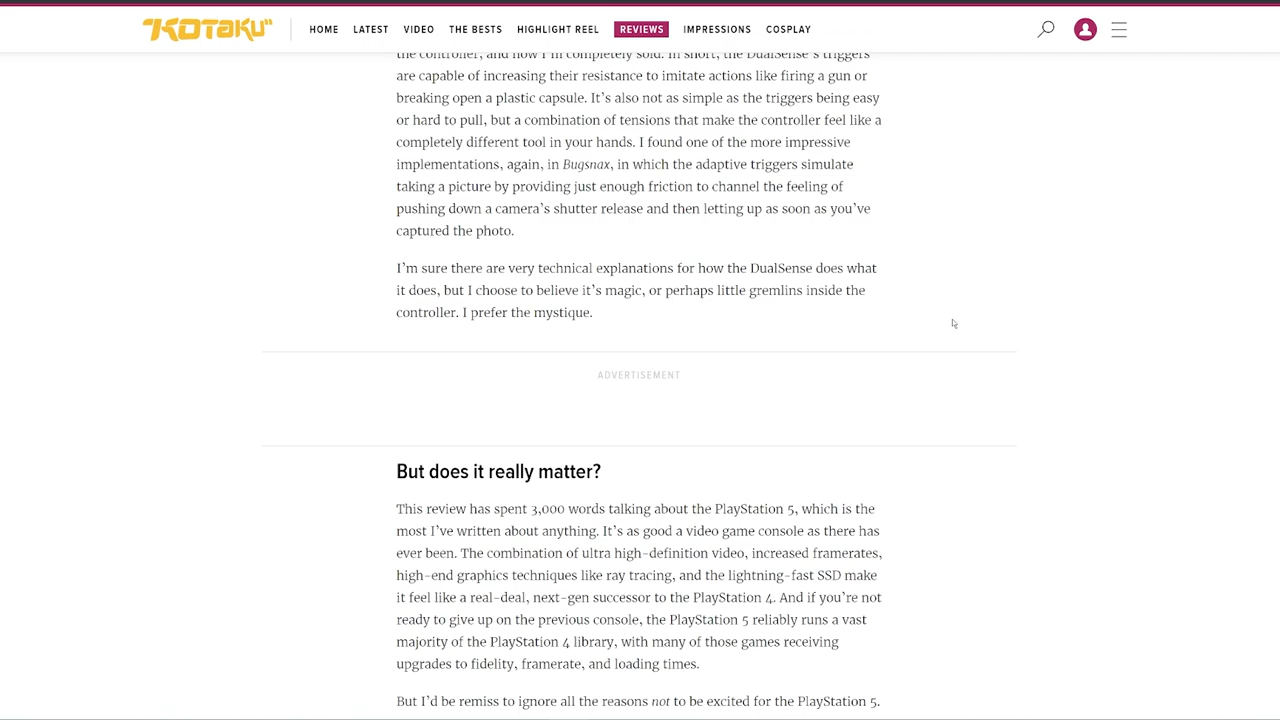 KOTAKU
HOME LATEST VIDEO THE BESTS HIGHLIGHT REEL REVIEWS IMPRESSIONS COSPLAY
the controller, and now I'm completely sold. In short, the DualSense's triggers
are capable of increasing their resistance to imitate actions like firing a gun or
breaking open a plastic capsule. It's also not as simple as the triggers being easy
or hard to pull, but a combination of tensions that make the controller feel like a
completely different tool in your hands. I found one of the more impressive
implementations, again, in Bugsnax, in which the adaptive triggers simulate
taking a picture by providing just enough friction to channel the feeling of
pushing down a camera's shutter release and then letting up as soon as you've
captured the photo.
I'm sure there are very technical explanations for how the DualSense does what
it does, but I choose to believe it's magic, or perhaps little gremlins inside the
controller. I prefer the mystique.
ADVERTISEMENT
But does it really matter?
This review has spent 3,000 words talking about the PlayStation 5, which is the
most I've written about anything. It's as good a video game console as there has
ever been. The combination of ultra high-definition video, increased framerates,
high-end graphics techniques like ray tracing, and the lightning-fast SSD make
it feel like a real-deal, next-gen successor to the PlayStation 4. And if you're not
ready to give up on the previous console, the PlayStation 5 reliably runs a vast
majority of the PlayStation 4 library, with many of those games receiving
upgrades to fidelity, framerate, and loading times.
But I'd be remiss to ignore all the reasons not to be excited for the PlayStation 5.